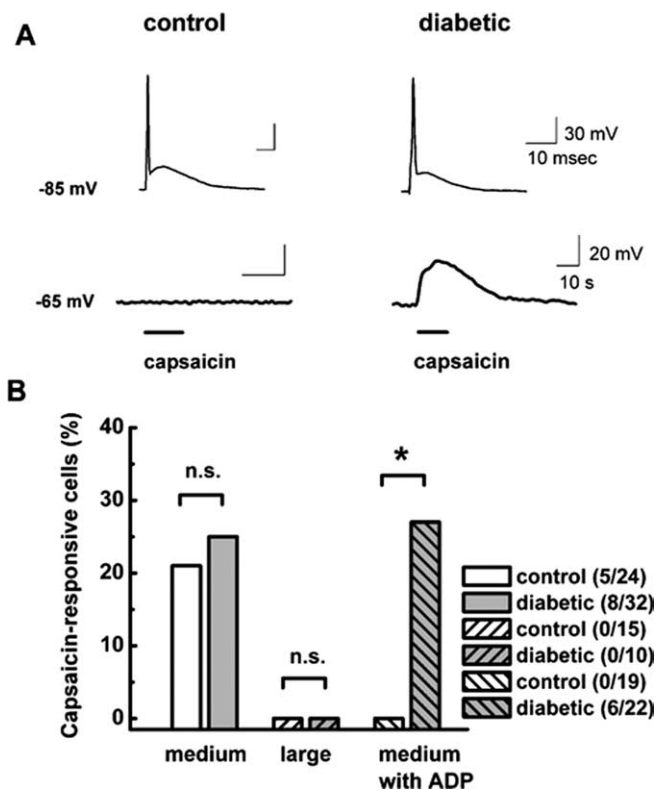 A
control
diabetic
30 mV
10 msec
-85 mV
20 mV
10 s
-65 mV
capsaicin
capsaicin
B
Capsaicin-responsive cells (%)
40
30
20
10
0
n.s.
n.s.
*
medium
large
medium
with ADP
control (5/24)
diabetic (8/32)
control (0/15)
diabetic (0/10)
control (0/19)
diabetic (6/22)